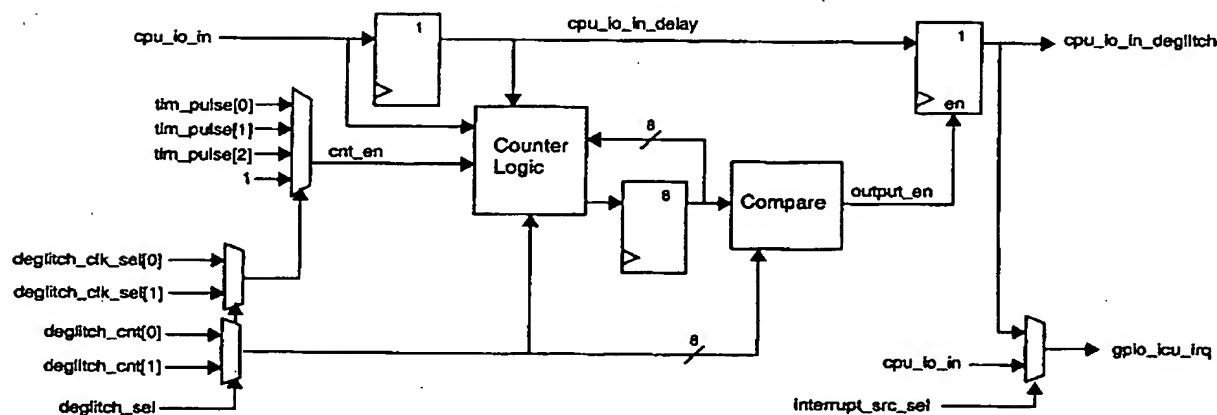 cpu_io_in
1
cpu_io_in_delay
1
cpu_io_in_deglitch
en
tim_pulse[0]
tim_pulse[1]
tim_pulse[2]
1
cnt_en
Counter
Logic
8
8
Compare
output_en
deglitch_clk_sel[0]
deglitch_clk_sel[1]
deglitch_cnt[0]
deglitch_cnt[1]
8
deglitch_sel
cpu_io_in
gpio_icu_irq
interrupt_src_sel